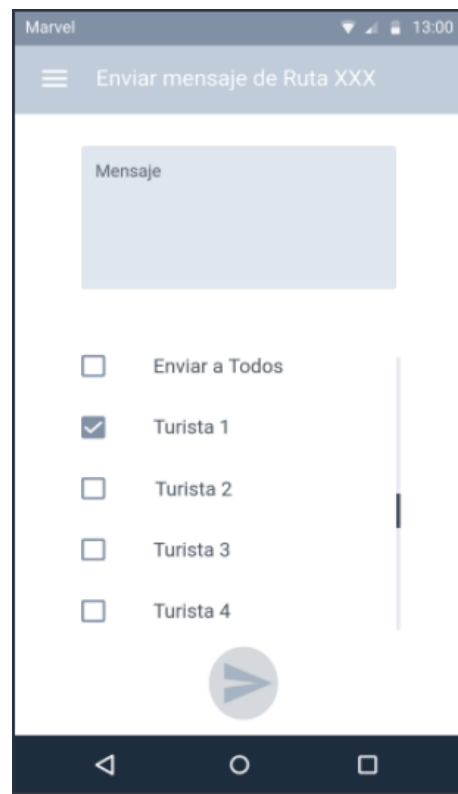 Marvel 13:00
Enviar mensaje de Ruta XXX
Mensaje
Enviar a Todos
Turista 1
Turista 2
Turista 3
Turista 4